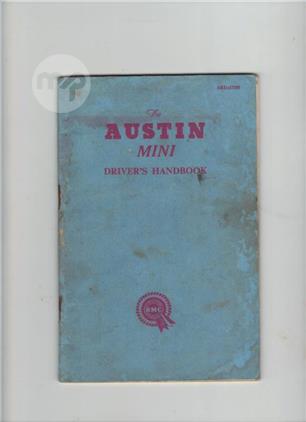 The
AUSTIN
MINI
DRIVER'S HANDBOOK
BMC